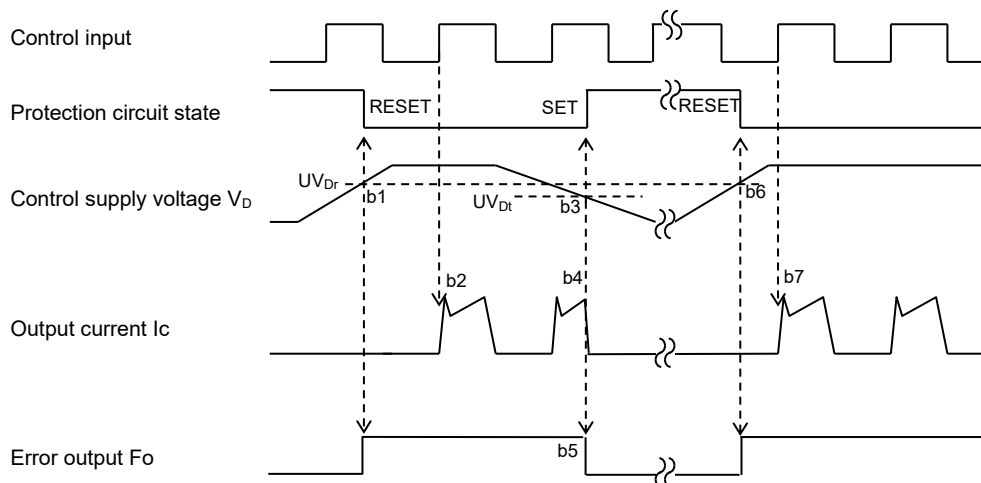 Control input
Protection circuit state
RESET
SET
RESET
Control supply voltage VD
UVDr
b1
UVDt
b3
b6
b2
b4
b7
Output current Ic
b5
Error output Fo